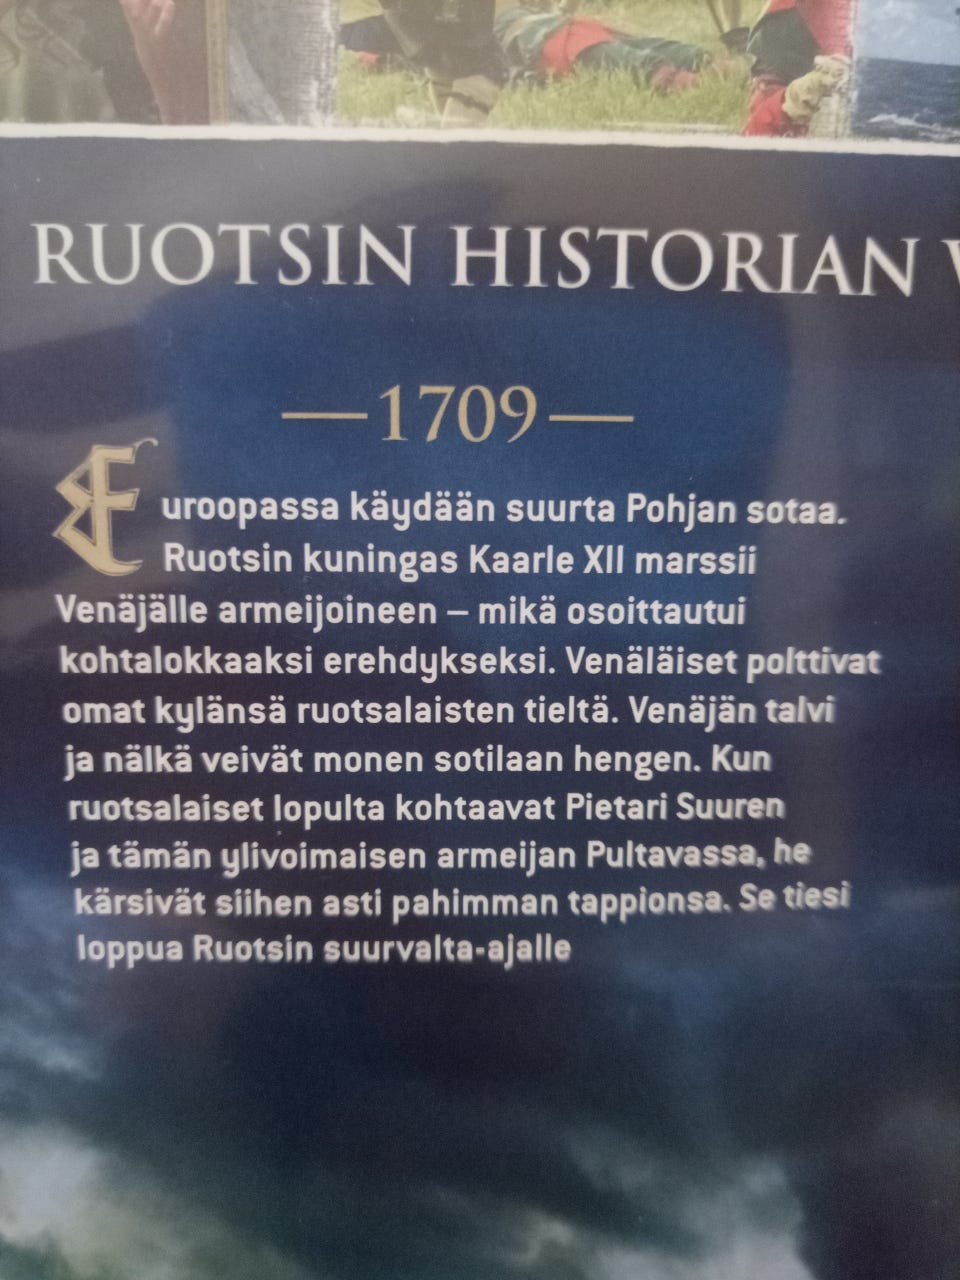 RUOTSIN HISTORIAN
— 1709 —
Euroopassa käydään suurta Pohjan sotaa.
Ruotsin kuningas Kaarle XII marssii
Venäjälle armeijoineen – mikä osoittautui
kohtalokkaaksi erehdykseksi. Venäläiset polttivat
omat kylänsä ruotsalaisten tieltä. Venäjän talvi
ja nälkä veivät monen sotilaan hengen. Kun
ruotsalaiset lopulta kohtaavat Pietari Suuren
ja tämän ylivoimaisen armeijan Pultavassa, he
kärsivät siihen asti pahimman tappionsa. Se tiesi
loppua Ruotsin suurvalta-ajalle